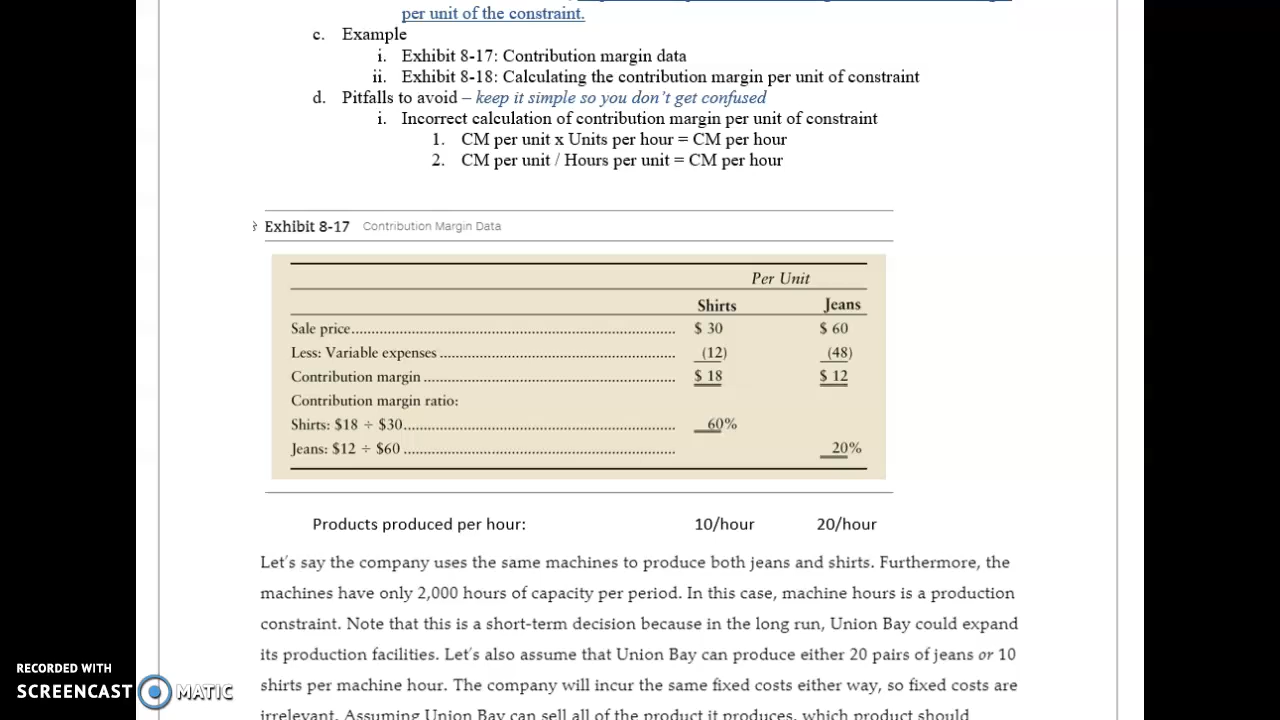 per unit of the constraint.
c. Example
i. Exhibit 8-17: Contribution margin data
ii. Exhibit 8-18: Calculating the contribution margin per unit of constraint
d. Pitfalls to avoid – keep it simple so you don't get confused
i. Incorrect calculation of contribution margin per unit of constraint
1. CM per unit x Units per hour = CM per hour
2. CM per unit / Hours per unit = CM per hour
Exhibit 8-17 Contribution Margin Data
Per Unit
Shirts Jeans
Sale price........ $ 30 $ 60
Less: Variable expenses........ (12) (48)
Contribution margin........ $ 18 $ 12
Contribution margin ratio:
Shirts: $18 ÷ $30........ 60%
Jeans: $12 ÷ $60........ 20%
Products produced per hour: 10/hour 20/hour
Let's say the company uses the same machines to produce both jeans and shirts. Furthermore, the
machines have only 2,000 hours of capacity per period. In this case, machine hours is a production
constraint. Note that this is a short-term decision because in the long run, Union Bay could expand
its production facilities. Let's also assume that Union Bay can produce either 20 pairs of jeans or 10
shirts per machine hour. The company will incur the same fixed costs either way, so fixed costs are
irrelevant. Assuming Union Bay can sell all of the product it produces, which product should
RECORDED WITH
SCREENCAST MATIC